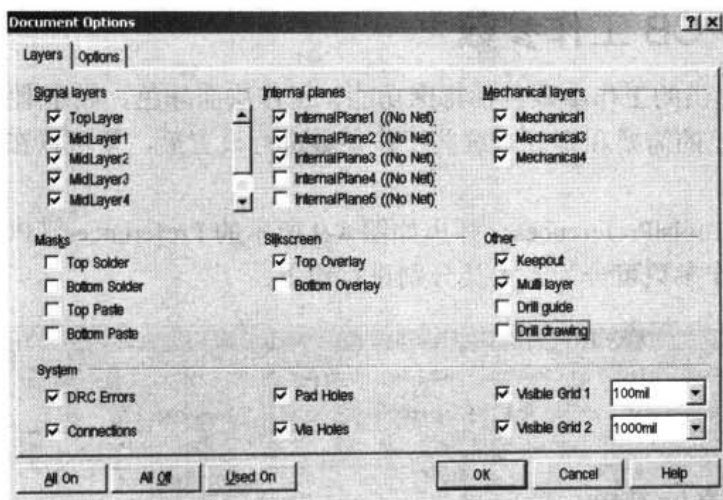 Document Options
Layers Options
Signal layers
TopLayer
MidLayer1
MidLayer2
MidLayer3
MidLayer4
Internal planes
InternalPlane1 ((No Net)
InternalPlane2 ((No Net)
InternalPlane3 ((No Net)
InternalPlane4 ((No Net)
InternalPlane5 ((No Net)
Mechanical layers
Mechanical1
Mechanical3
Mechanical4
Masks
Top Solder
Bottom Solder
Top Paste
Bottom Paste
Silkscreen
Top Overlay
Bottom Overlay
Other
Keepout
Multi layer
Drill guide
Drill drawing
System
DRC Errors Pad Holes Visible Grid 1 100mil
Connections Via Holes Visible Grid 2 1000mil
All On All Off Used On OK Cancel Help